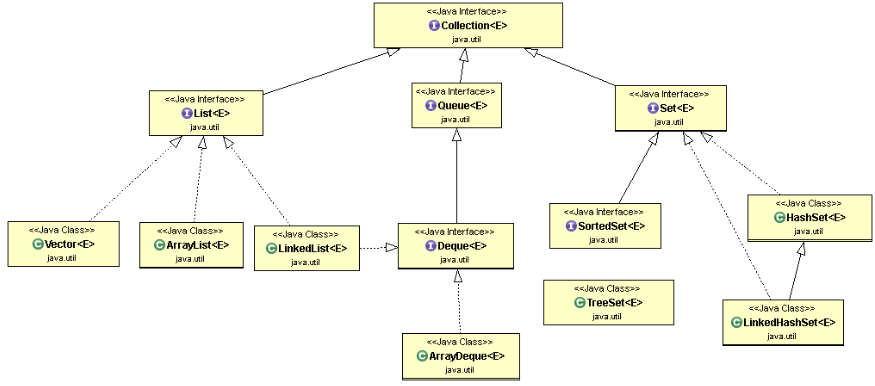 <<Java Interface>>
Collection<E>
java.util
<<Java Interface>>
List<E>
java.util
<<Java Interface>>
Queue<E>
java.util
<<Java Interface>>
Set<E>
java.util
<<Java Class>>
Vector<E>
java.util
<<Java Class>>
ArrayList<E>
java.util
<<Java Class>>
LinkedList<E>
java.util
<<Java Interface>>
Deque<E>
java.util
<<Java Interface>>
SortedSet<E>
java.util
<<Java Class>>
HashSet<E>
java.util
<<Java Class>>
TreeSet<E>
java.util
<<Java Class>>
LinkedHashSet<E>
java.util
<<Java Class>>
ArrayDeque<E>
java.util